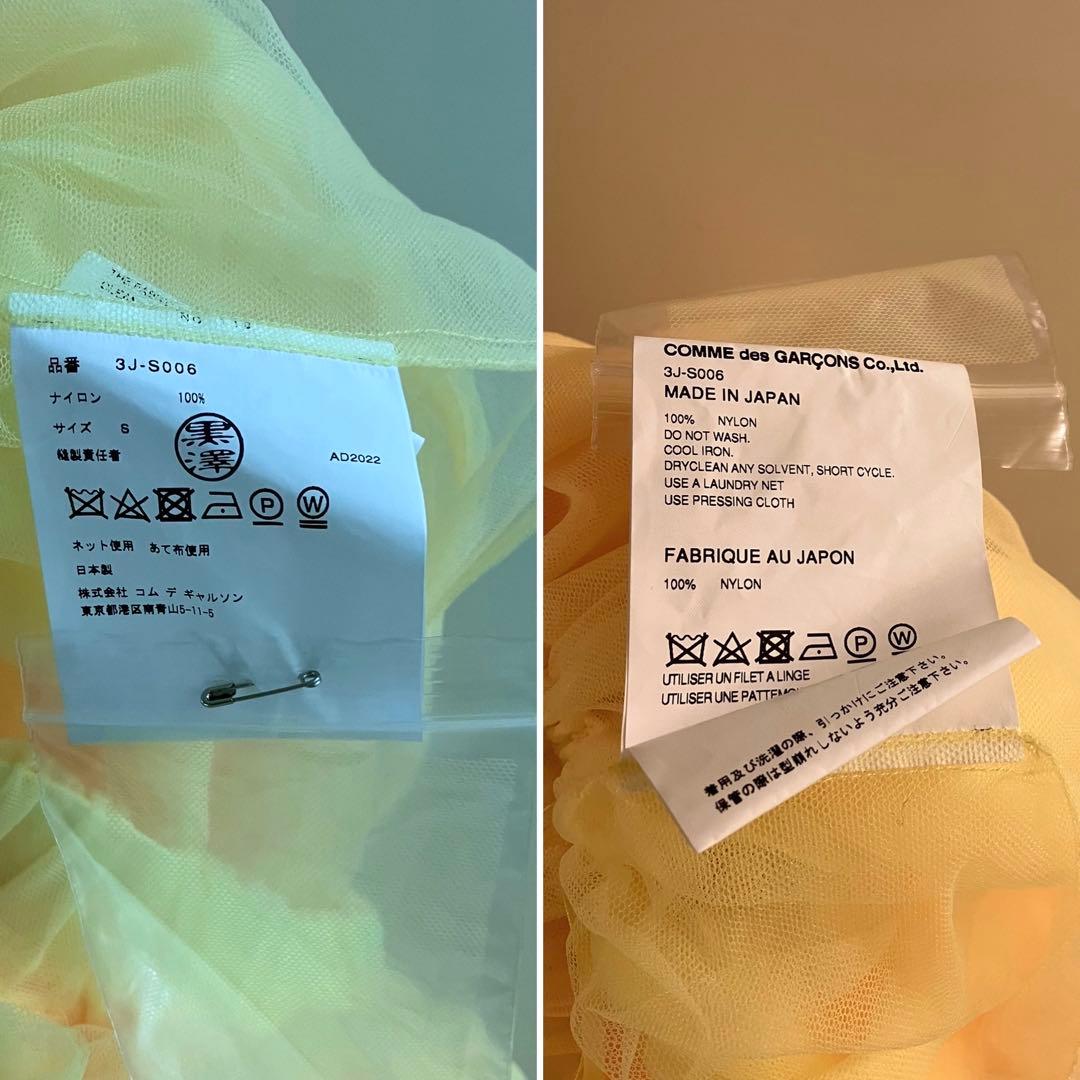 品番 3J-S006
ナイロン 100%
サイズ S
縫製責任者 黒澤 AD2022
P W
ネット使用 あて布使用
日本製
株式会社 コム デ ギャルソン
東京都港区南青山5-11-5
COMME des GARÇONS Co.,Ltd.
3J-S006
MADE IN JAPAN
100% NYLON
DO NOT WASH.
COOL IRON.
DRYCLEAN ANY SOLVENT, SHORT CYCLE.
USE A LAUNDRY NET
USE PRESSING CLOTH
FABRIQUE AU JAPON
100% NYLON
P W
UTILISER UN FILET A LINGE
UTILISER UNE
着用及び洗濯の際、引っかけにご注意下さい。
保管の際は型崩れしないよう充分ご注意下さい。